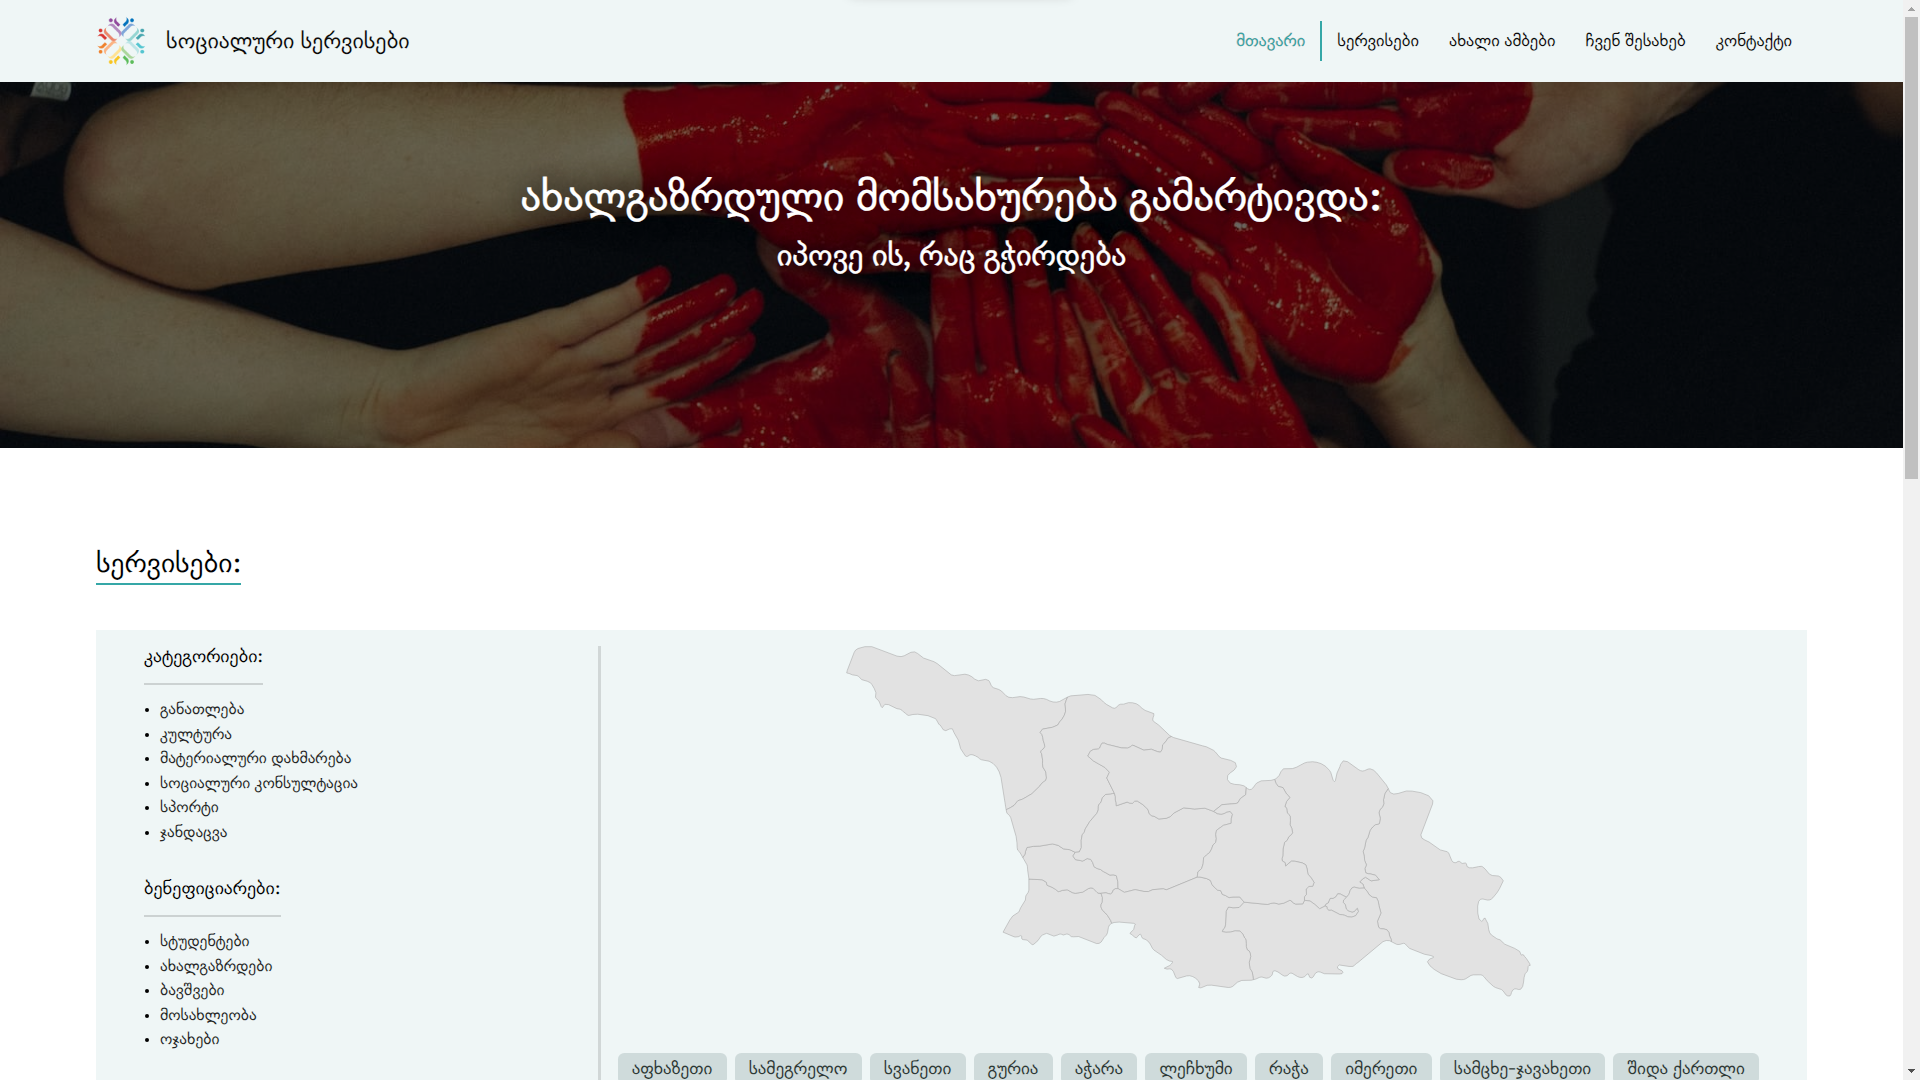 სოციალური სერვისები
მთავარი
სერვისები
ახალი ამბები
ჩვენ შესახებ
კონტაქტი
ახალგაზრდული მომსახურება გამარტივდა:
იპოვე ის, რაც გჭირდება
სერვისები:
კატეგორიები:
განათლება
კულტურა
მატერიალური დახმარება
სოციალური კონსულტაცია
სპორტი
ჯანდაცვა
ბენეფიციარები:
სტუდენტები
ახალგაზრდები
ბავშვები
მოსახლეობა
ოჯახები
აფხაზეთი
სამეგრელო
სვანეთი
გურია
აჭარა
ლეჩხუმი
რაჭა
იმერეთი
სამცხე-ჯავახეთი
შიდა ქართლი